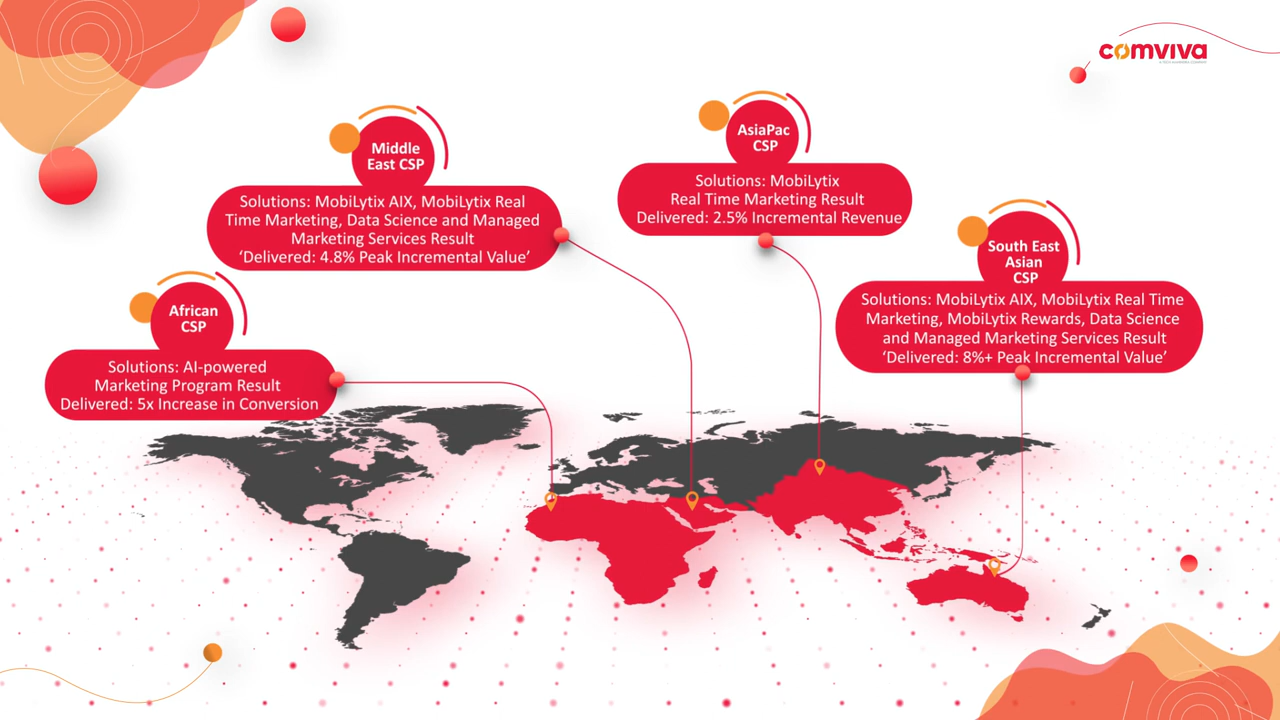 comviva
Middle
East CSP
Solutions: MobiLytix AIX, MobiLytix Real
Time Marketing, Data Science and Managed
Marketing Services Result
‘Delivered: 4.8% Peak Incremental Value’
AsiaPac
CSP
Solutions: MobiLytix
Real Time Marketing Result
Delivered: 2.5% Incremental Revenue
South East
Asian
CSP
Solutions: MobiLytix AIX, MobiLytix Real Time
Marketing, MobiLytix Rewards, Data Science
and Managed Marketing Services Result
‘Delivered: 8%+ Peak Incremental Value’
African
CSP
Solutions: AI-powered
Marketing Program Result
Delivered: 5x Increase in Conversion